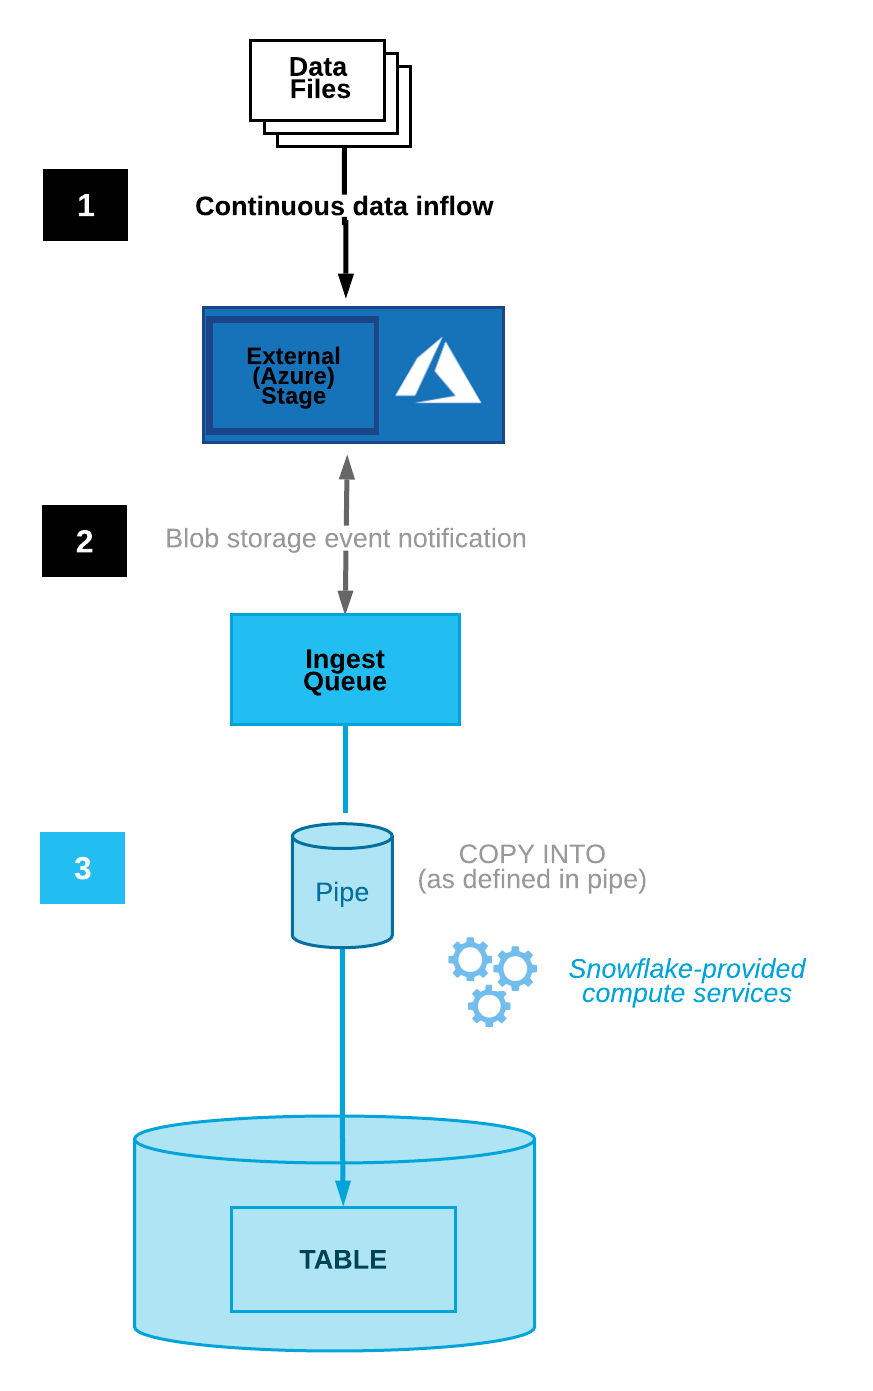 Data
Files
1
Continuous data inflow
External
(Azure)
Stage
2
Blob storage event notification
Ingest
Queue
3
Pipe
COPY INTO
(as defined in pipe)
Snowflake-provided
compute services
TABLE